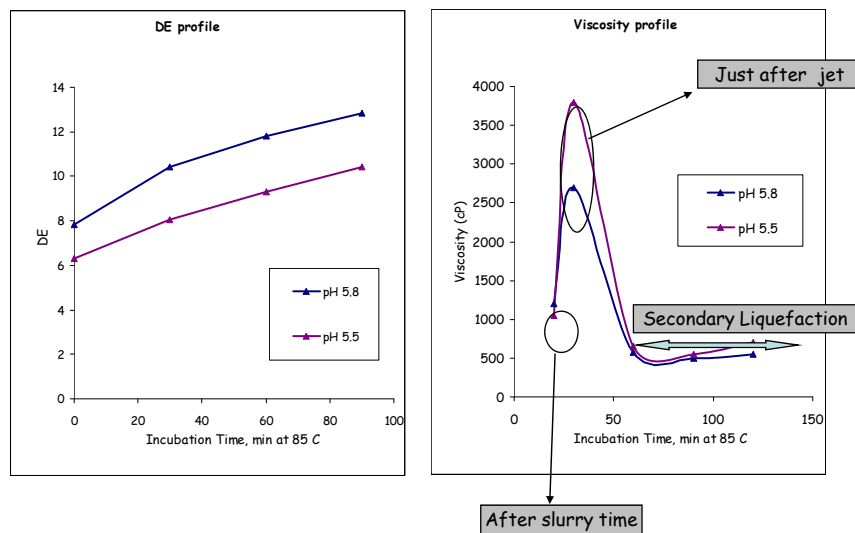 DE profile
14
12
10
8
6
4
2
0
DE
0 20 40 60 80 100
Incubation Time, min at 85 C
pH 5.8
pH 5.5
Viscosity profile
Just after jet
4000
3500
3000
2500
2000
1500
1000
500
0
Viscosity (cP)
pH 5.8
pH 5.5
Secondary Liquefaction
0 50 100 150
Incubation Time, min at 85 C
After slurry time